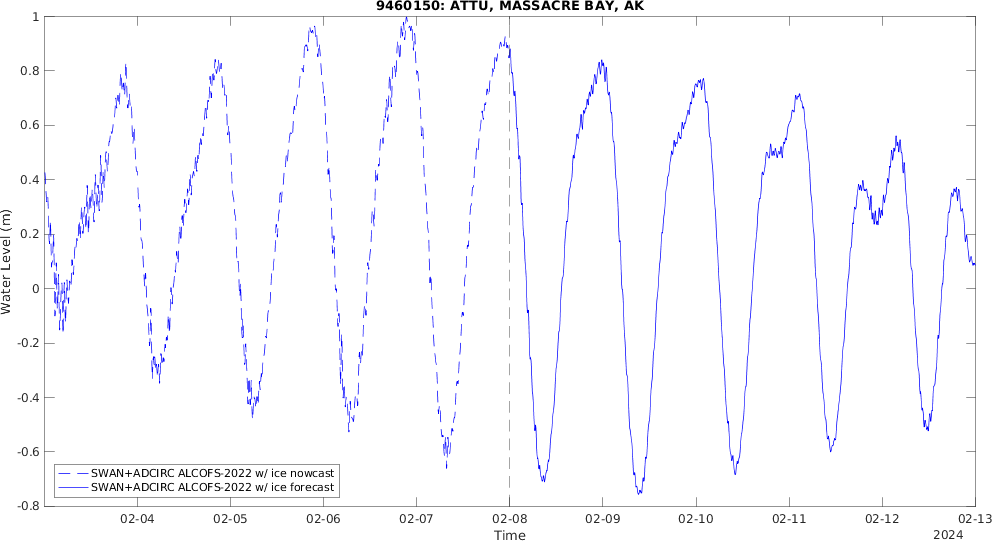 9460150: ATTU, MASSACRE BAY, AK
Water Level (m)
1
0.8
0.6
0.4
0.2
0
-0.2
-0.4
-0.6
-0.8
SWAN+ADCIRC ALCOFS-2022 w/ ice nowcast
SWAN+ADCIRC ALCOFS-2022 w/ ice forecast
02-04 02-05 02-06 02-07 02-08 02-09 02-10 02-11 02-12 02-13
Time
2024